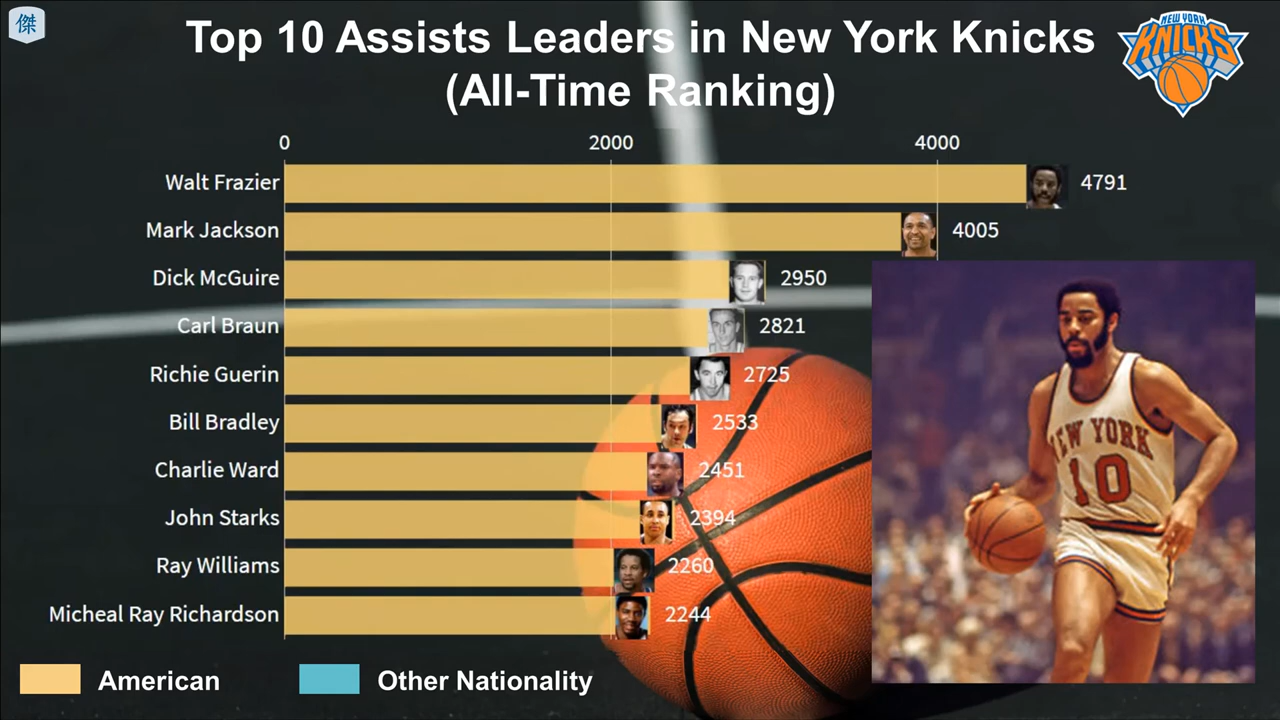 傑
Top 10 Assists Leaders in New York Knicks
(All-Time Ranking)
NEW YORK
KNICKS
0 2000 4000
Walt Frazier 4791
Mark Jackson 4005
Dick McGuire 2950
Carl Braun 2821
Richie Guerin 2725
Bill Bradley 2533
Charlie Ward 2451
John Starks 2394
Ray Williams 2260
Micheal Ray Richardson 2244
NEW YORK
10
American Other Nationality